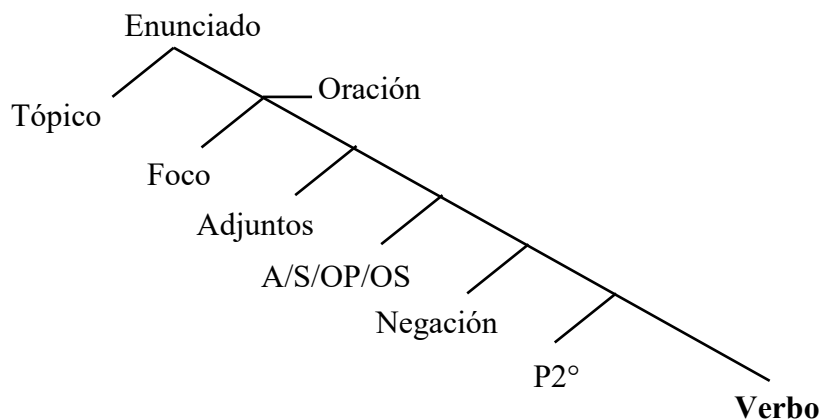 Enunciado
Oración
Tópico
Foco
Adjuntos
A/S/OP/OS
Negación
P2°
Verbo